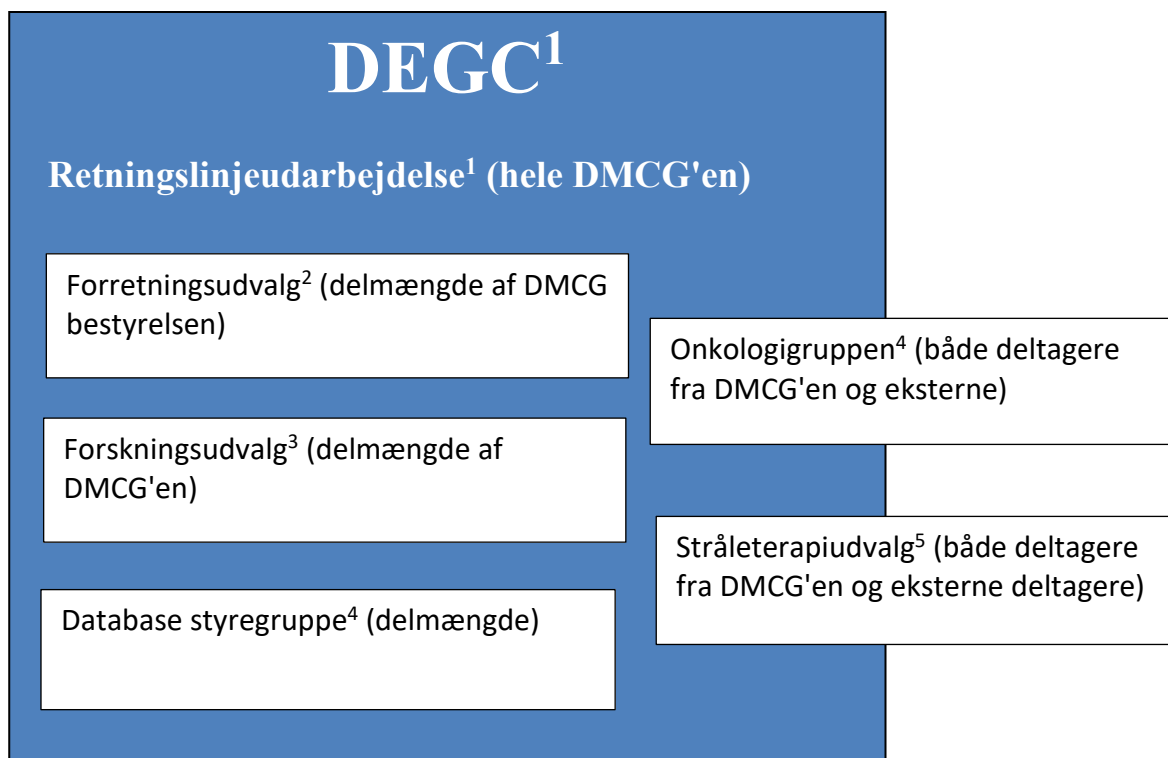 DEGC¹
Retningslinjeudarbejdelse¹ (hele DMCG'en)
Forretningsudvalg² (delmængde af DMCG
bestyrelsen)
Onkologigruppen⁴ (både deltagere
fra DMCG'en og eksterne)
Forskningsudvalg³ (delmængde af
DMCG'en)
Stråleterapiudvalg⁵ (både deltagere
fra DMCG'en og eksterne deltagere)
Database styregruppe⁴ (delmængde)